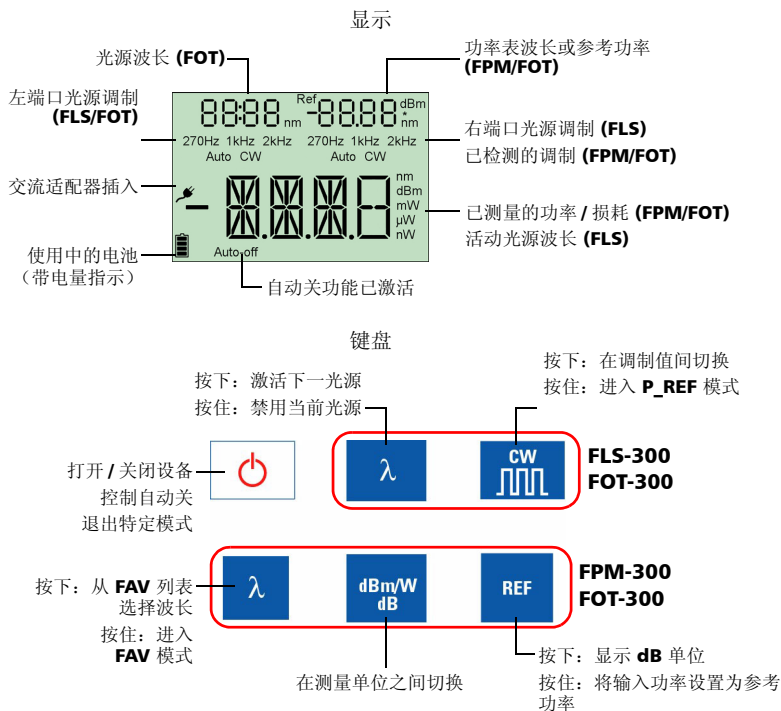 显示
光源波长 (FOT)
功率表波长或参考功率
(FPM/FOT)
左端口光源调制
(FLS/FOT)
88:88 nm
Ref -88.88 dBm
*
nm
270Hz 1kHz 2kHz
Auto CW
270Hz 1kHz 2kHz
Auto CW
右端口光源调制 (FLS)
已检测的调制 (FPM/FOT)
交流适配器插入
nm
dBm
mW
µW
nW
已测量的功率 / 损耗 (FPM/FOT)
活动光源波长 (FLS)
使用中的电池
（带电量指示）
Auto-off
自动关功能已激活
键盘
按下：激活下一光源
按住：禁用当前光源
按下：在调制值间切换
按住：进入 P_REF 模式
打开 / 关闭设备
控制自动关
退出特定模式
λ
CW
FLS-300
FOT-300
按下：从 FAV 列表
选择波长
按住：进入
FAV 模式
λ
dBm/W
dB
REF
FPM-300
FOT-300
在测量单位之间切换
按下：显示 dB 单位
按住：将输入功率设置为参考
功率